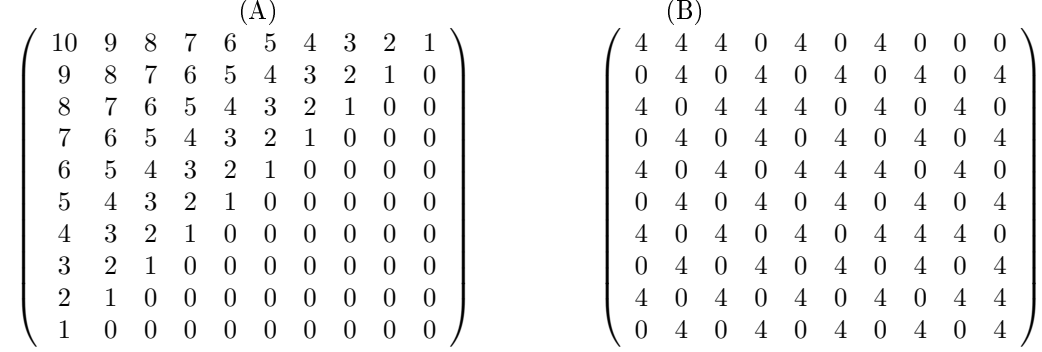 (A) (B)
10 9 8 7 6 5 4 3 2 1 4 4 4 0 4 0 4 0 0 0
9 8 7 6 5 4 3 2 1 0 0 4 0 4 0 4 0 4 0 4
8 7 6 5 4 3 2 1 0 0 4 0 4 4 4 0 4 0 4 0
7 6 5 4 3 2 1 0 0 0 0 4 0 4 0 4 0 4 0 4
6 5 4 3 2 1 0 0 0 0 4 0 4 0 4 4 4 0 4 0
5 4 3 2 1 0 0 0 0 0 0 4 0 4 0 4 0 4 0 4
4 3 2 1 0 0 0 0 0 0 4 0 4 0 4 0 4 4 4 0
3 2 1 0 0 0 0 0 0 0 0 4 0 4 0 4 0 4 0 4
2 1 0 0 0 0 0 0 0 0 4 0 4 0 4 0 4 0 4 4
1 0 0 0 0 0 0 0 0 0 0 4 0 4 0 4 0 4 0 4